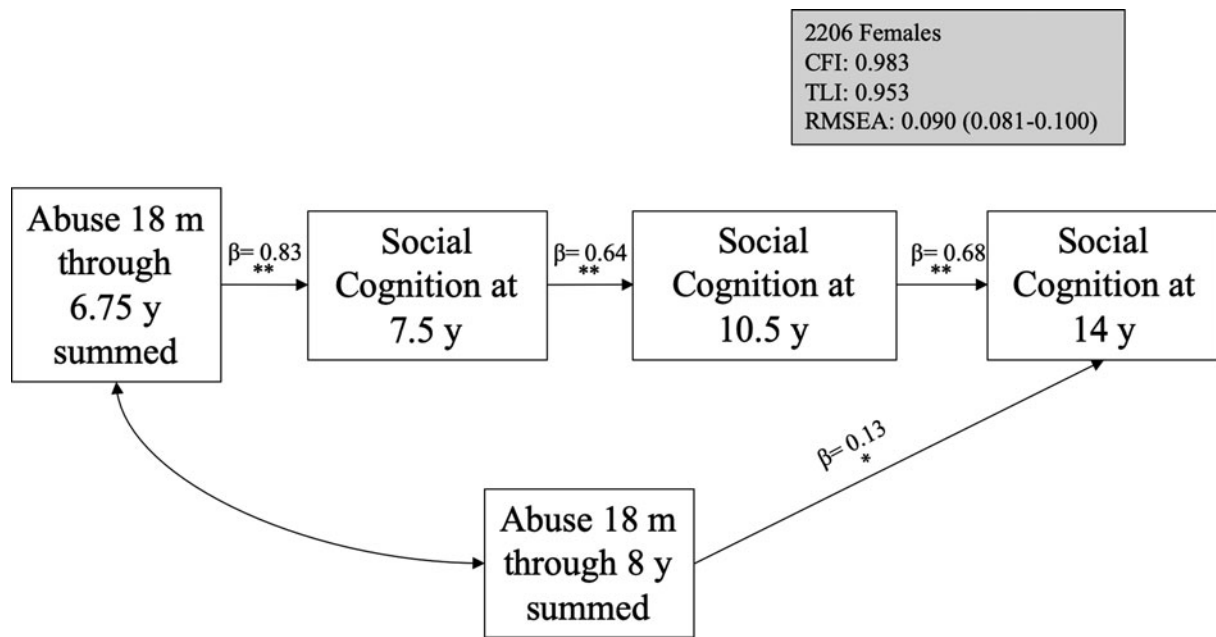 2206 Females
CFI: 0.983
TLI: 0.953
RMSEA: 0.090 (0.081-0.100)
Abuse 18 m
through
6.75 y
summed
β= 0.83
**
Social
Cognition at
7.5 y
β= 0.64
**
Social
Cognition at
10.5 y
β= 0.68
**
Social
Cognition at
14 y
β= 0.13
*
Abuse 18 m
through 8 y
summed